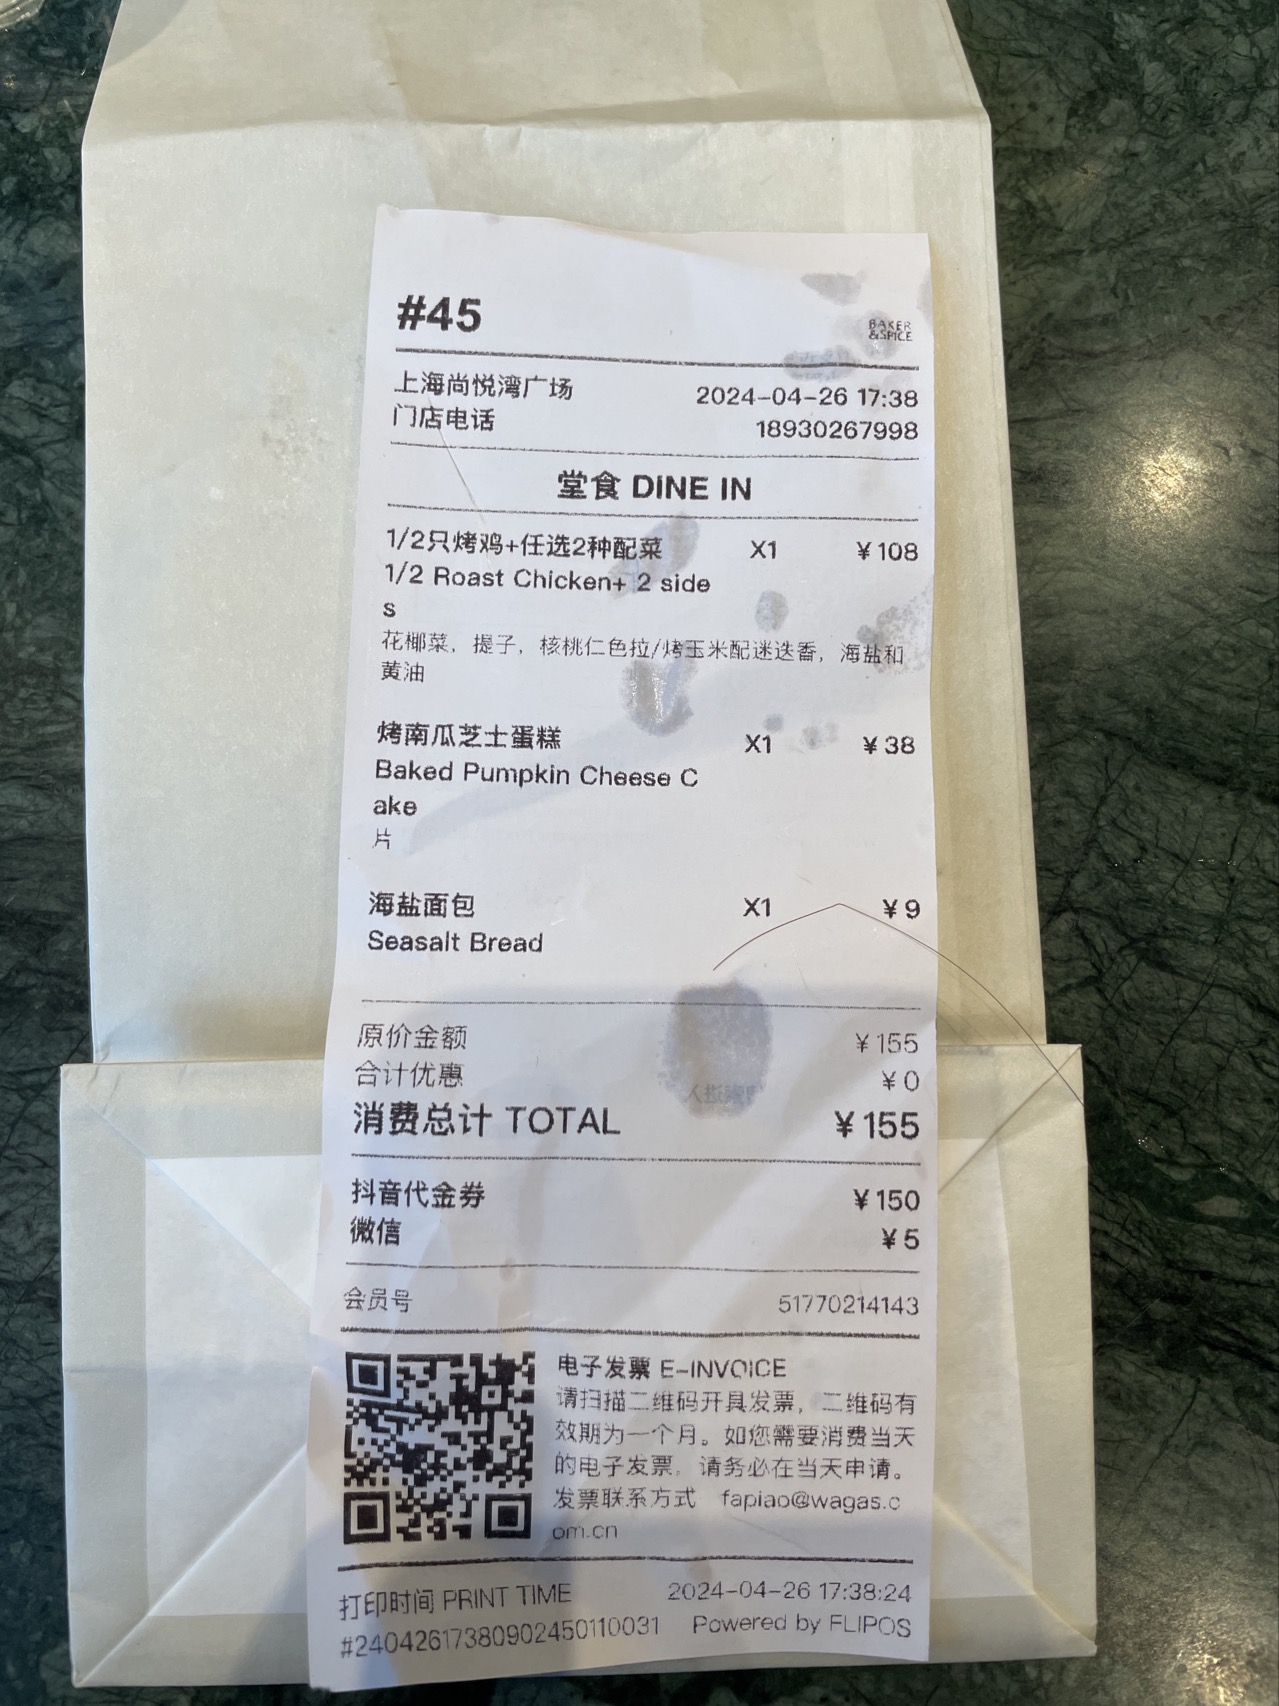 #45
BAKER
&SPICE
上海尚悦湾广场 2024-04-26 17:38
门店电话 18930267998
堂食 DINE IN
1/2只烤鸡+任选2种配菜 X1 ¥108
1/2 Roast Chicken+ 2 side
s
花椰菜，提子，核桃仁色拉/烤玉米配迷迭香，海盐和
黄油
烤南瓜芝士蛋糕 X1 ¥38
Baked Pumpkin Cheese C
ake
片
海盐面包 X1 ¥9
Seasalt Bread
原价金额 ¥155
合计优惠 ¥0
消费总计 TOTAL ¥155
抖音代金券 ¥150
微信 ¥5
会员号 51770214143
电子发票 E-INVOICE
请扫描二维码开具发票，二维码有
效期为一个月。如您需要消费当天
的电子发票，请务必在当天申请。
发票联系方式 fapiao@wagas.c
om.cn
打印时间 PRINT TIME 2024-04-26 17:38:24
#24042617380902450110031 Powered by FLIPOS